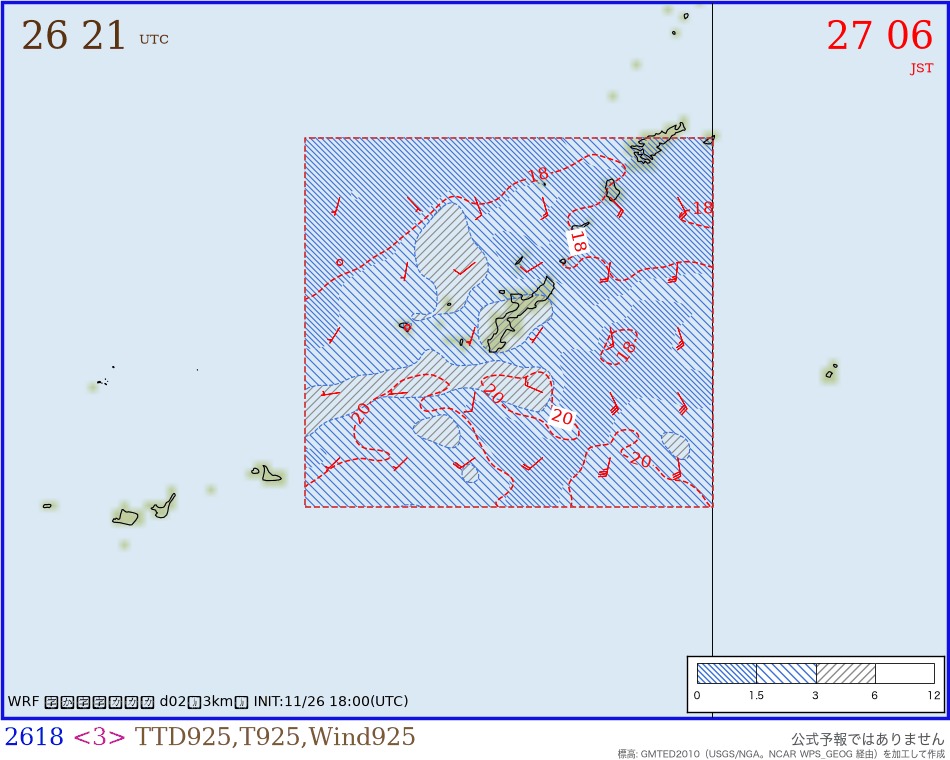 26 21 UTC
27 06
JST
18
18
18
18
20
20
20
20
0 1.5 3 6 12
WRF d02 3km INIT:11/26 18:00(UTC)
2618 <3> TTD925,T925,Wind925
公式予報ではありません
標高: GMTED2010（USGS/NGA。NCAR WPS_GEOG 経由）を加工して作成